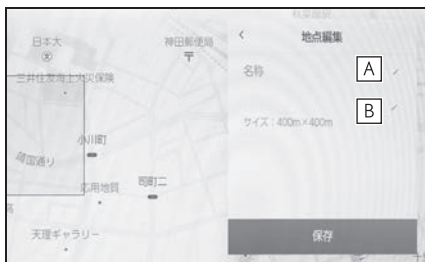 日本大
神田郵便局
三井住友海上火災保険
小川町
靖国通り
応用地質
司町二
天理ギャラリー
地点編集
名称
A
B
サイズ：400m×400m
保存